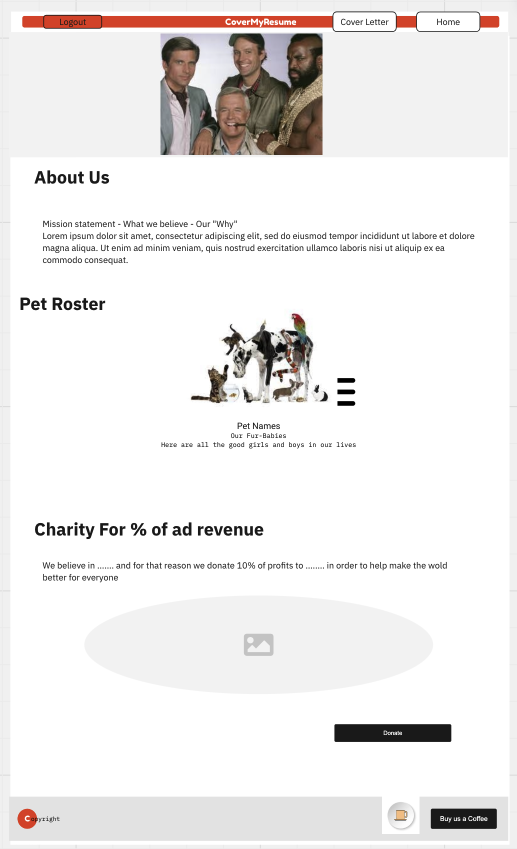 Logout
CoverMyResume
Cover Letter
Home
About Us
Mission statement - What we believe - Our "Why"
Lorem ipsum dolor sit amet, consectetur adipiscing elit, sed do eiusmod tempor incididunt ut labore et dolore
magna aliqua. Ut enim ad minim veniam, quis nostrud exercitation ullamco laboris nisi ut aliquip ex ea
commodo consequat.
Pet Roster
Pet Names
Our Fur-Babies
Here are all the good girls and boys in our lives
Charity For % of ad revenue
We believe in ....... and for that reason we donate 10% of profits to ........ in order to help make the wold
better for everyone
Donate
Copyright
Buy us a Coffee